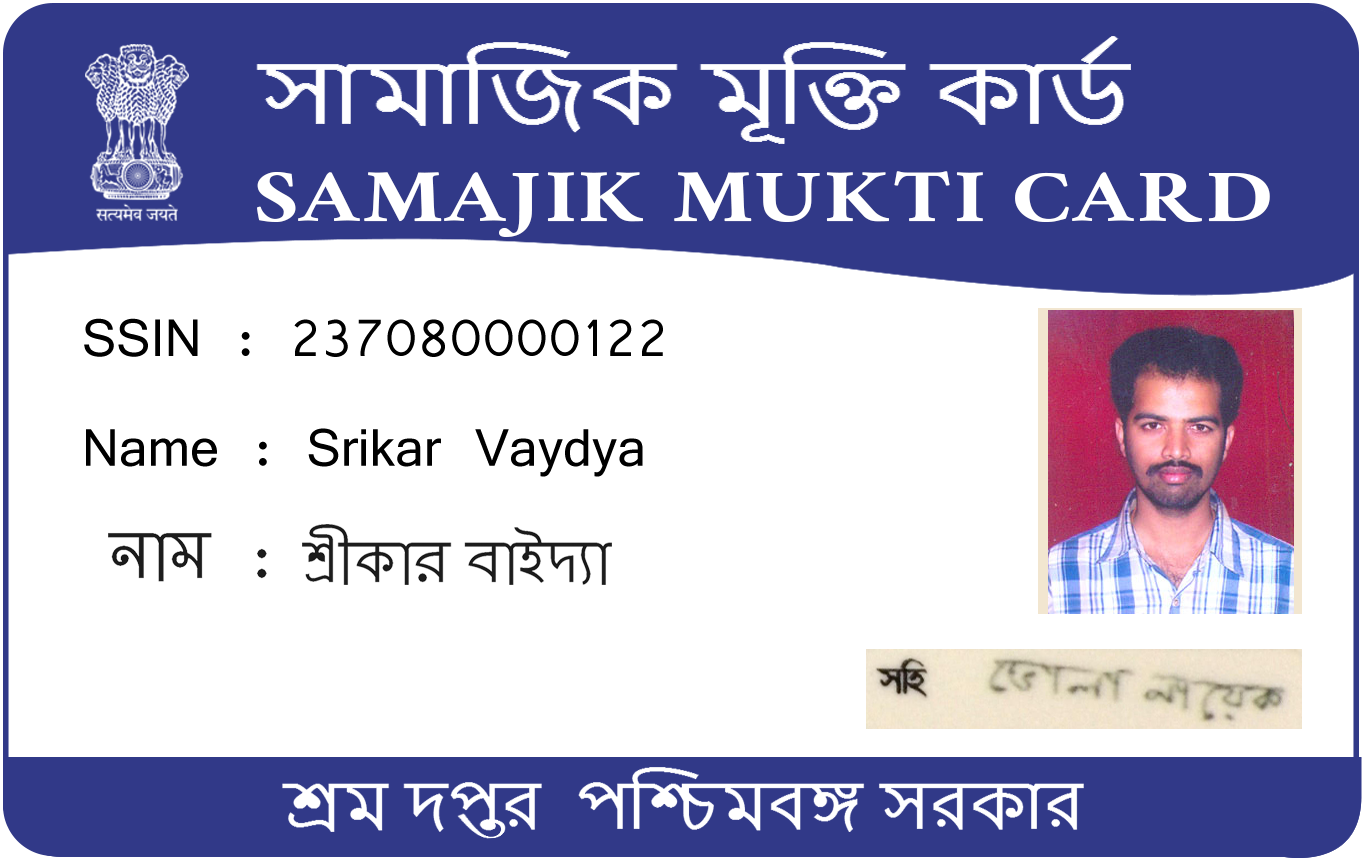 সামাজিক মূক্তি কার্ড
सत्यमेव जयते
SAMAJIK MUKTI CARD
SSIN : 237080000122
Name : Srikar Vaydya
নাম : শ্রীকার বাইদ্যা
সহি ভোলা নায়েক
শ্রম দপ্তর পশ্চিমবঙ্গ সরকার